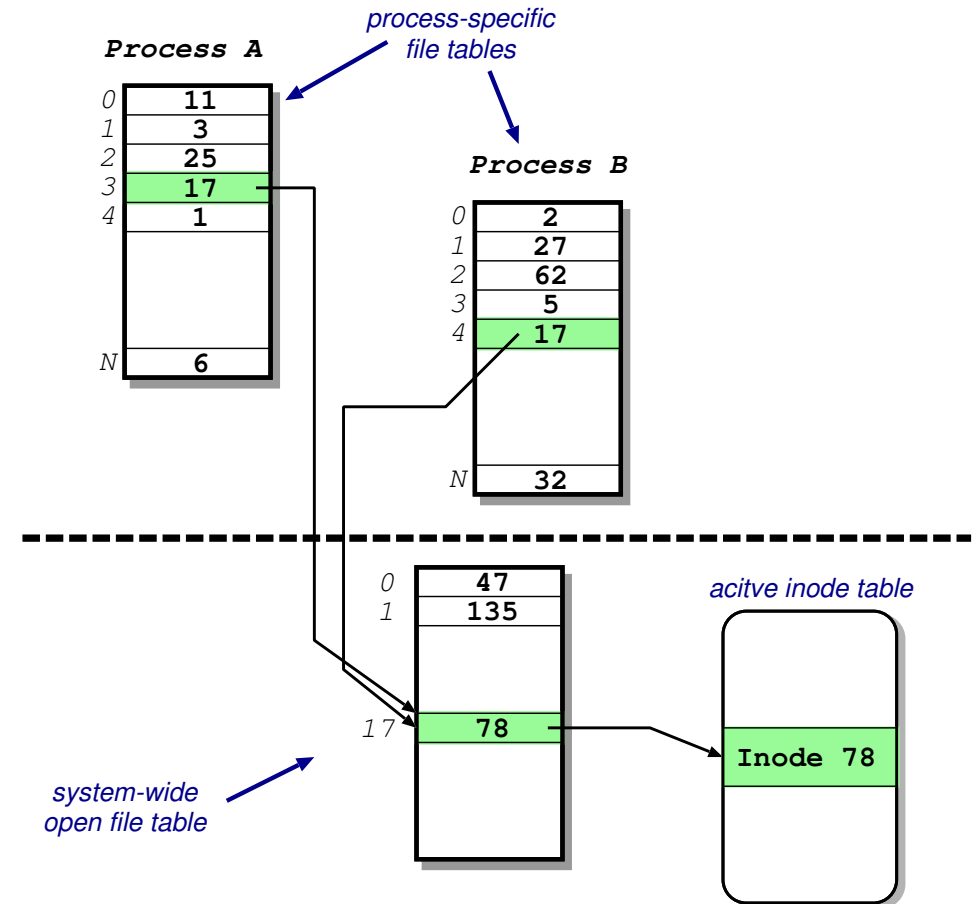 process-specific
file tables
Process A
0 11
1 3
2 25
3 17
4 1
N 6
Process B
0 2
1 27
2 62
3 5
4 17
N 32
0 47
1 135
17 78
system-wide
open file table
acitve inode table
Inode 78